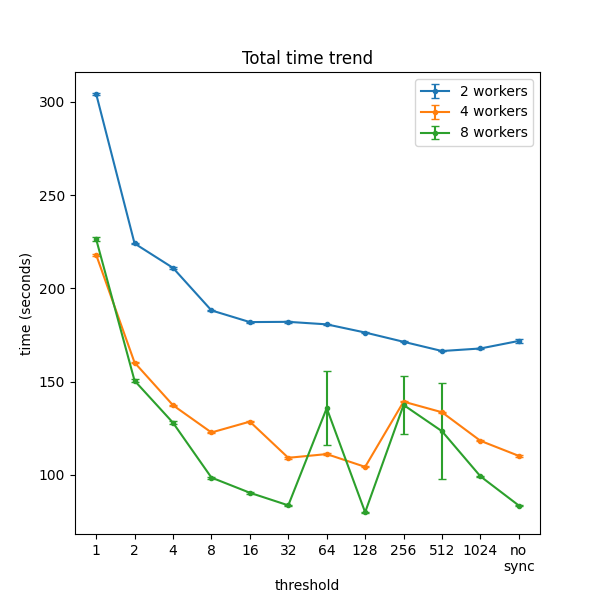 Total time trend
2 workers
4 workers
8 workers
time (seconds)
300
250
200
150
100
1 2 4 8 16 32 64 128 256 512 1024 no
sync
threshold